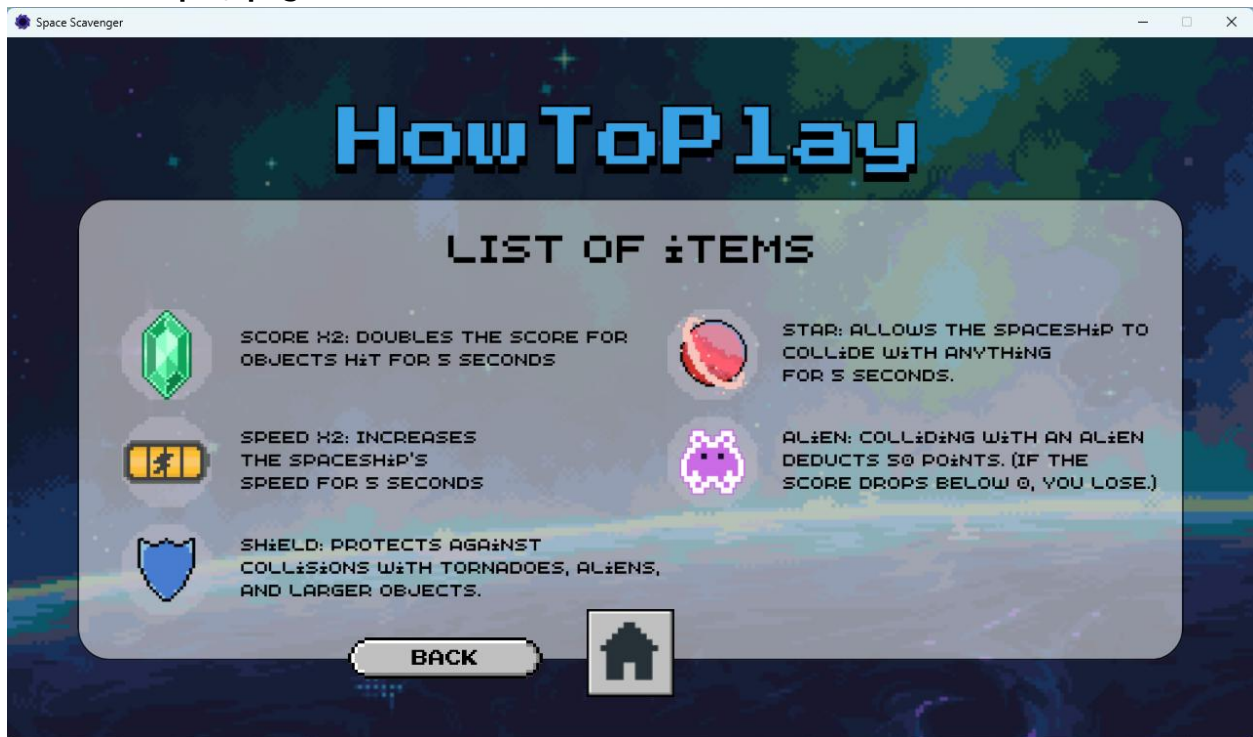 Space Scavenger
HowToPlay
LIST OF iTEMS
SCORE X2: DOUBLES THE SCORE FOR
OBJECTS HiT FOR 5 SECONDS
SPEED X2: INCREASES
THE SPACESHiP'S
SPEED FOR 5 SECONDS
SHiELD: PROTECTS AGAiNST
COLLiSiONS WiTH TORNADOES, ALiENS,
AND LARGER OBJECTS.
STAR: ALLOWS THE SPACESHiP TO
COLLiDE WiTH ANYTHiNG
FOR 5 SECONDS.
ALiEN: COLLiDiNG WiTH AN ALiEN
DEDUCTS 50 POiNTS. (IF THE
SCORE DROPS BELOW 0, YOU LOSE.)
BACK